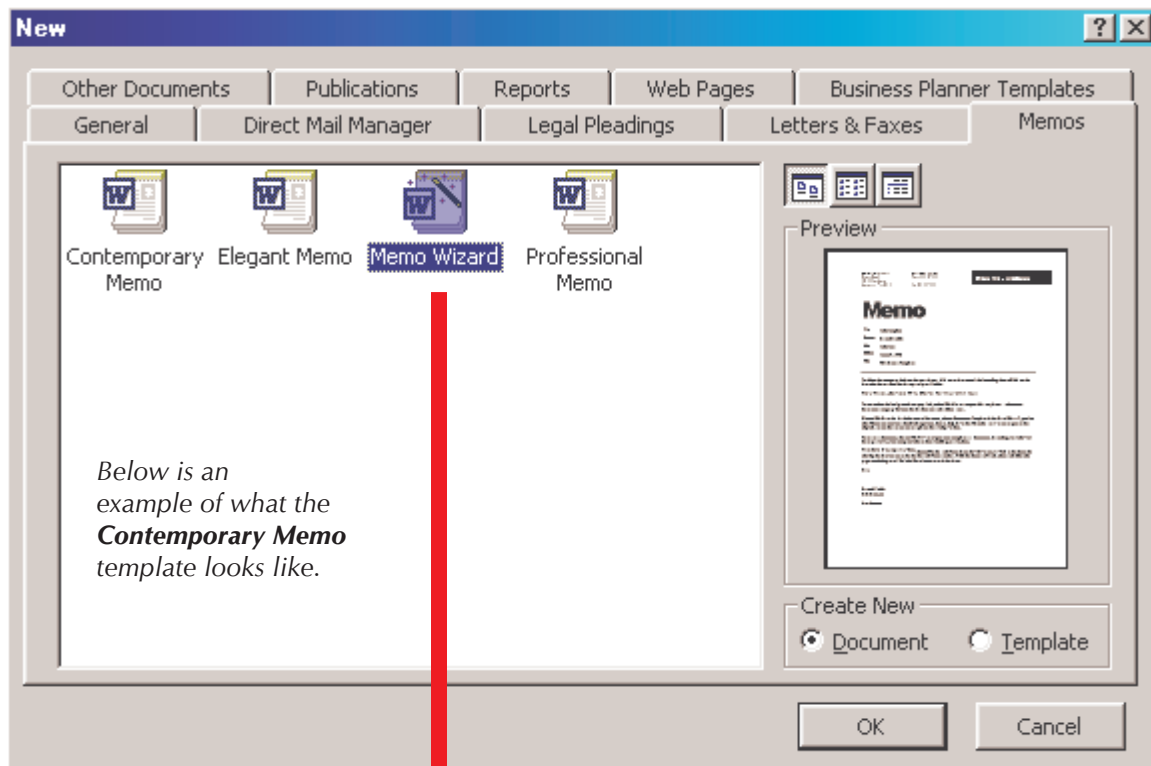 New
Other Documents
Publications
Reports
Web Pages
Business Planner Templates
General
Direct Mail Manager
Legal Pleadings
Letters & Faxes
Memos
Contemporary
Memo
Elegant Memo
Memo Wizard
Professional
Memo
Below is an
example of what the
Contemporary Memo
template looks like.
Preview
Memo
Create New
Document
Template
OK
Cancel